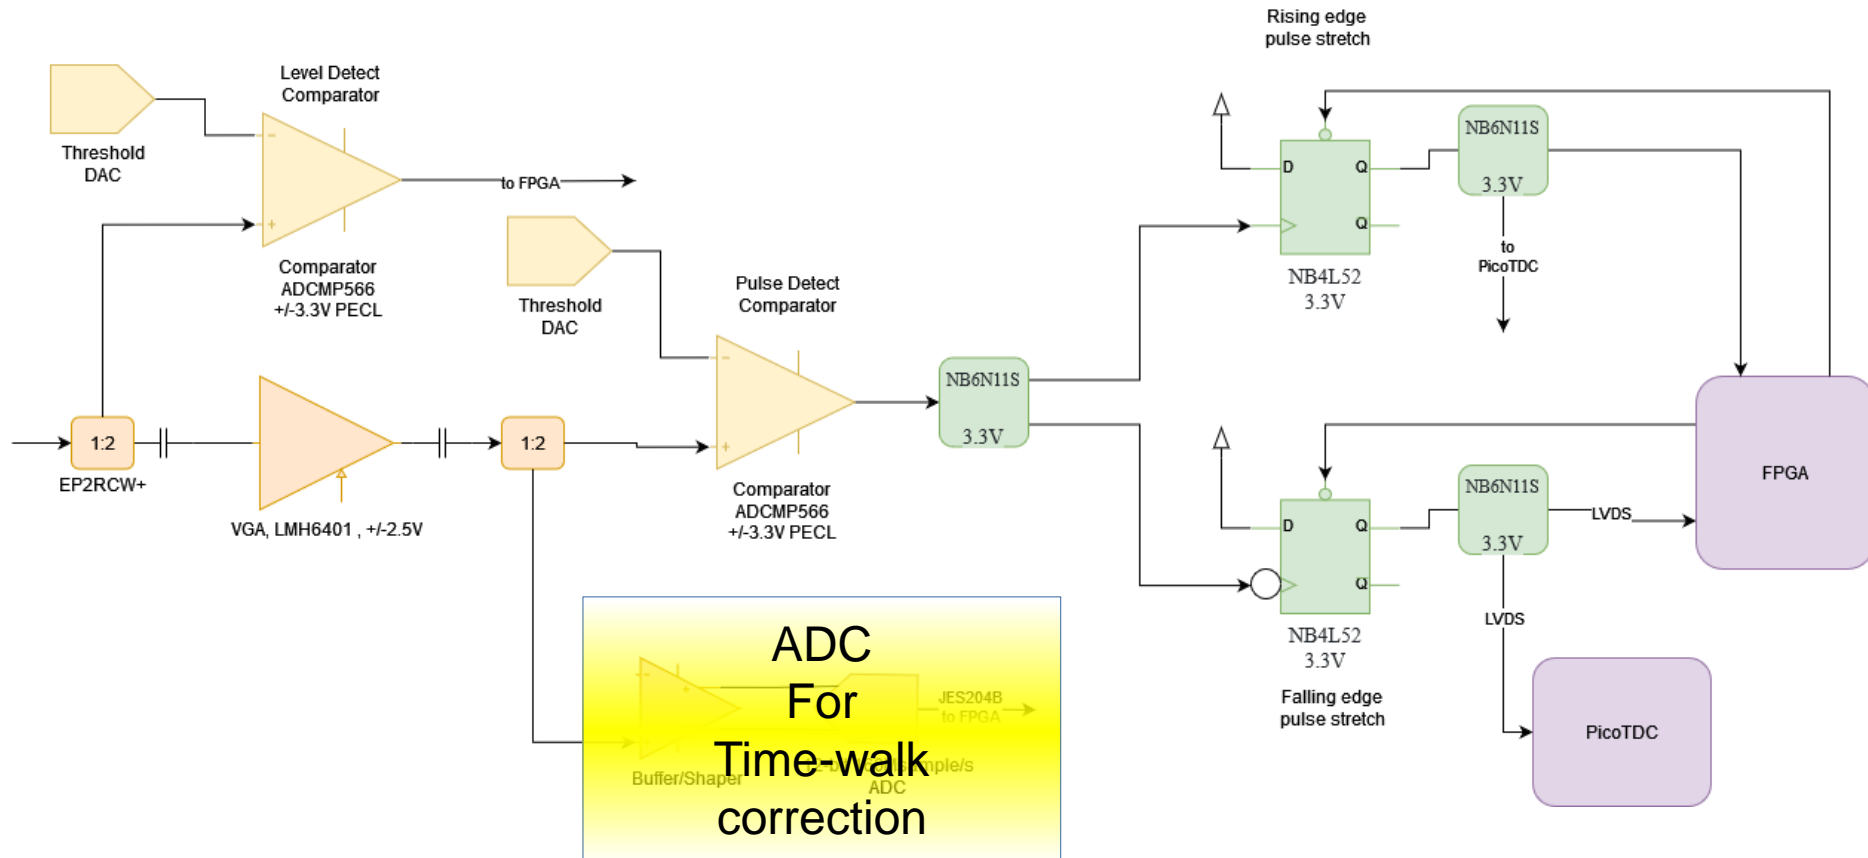 Rising edge
pulse stretch
Level Detect
Comparator
Threshold
DAC
−
+
to FPGA
Comparator
ADCMP566
+/-3.3V PECL
Threshold
DAC
Pulse Detect
Comparator
−
+
Comparator
ADCMP566
+/-3.3V PECL
1:2
EP2RCW+
VGA, LMH6401 , +/-2.5V
1:2
NB6N11S
3.3V
D
Q
Q
NB4L52
3.3V
NB6N11S
3.3V
to
PicoTDC
D
Q
Q
NB4L52
3.3V
Falling edge
pulse stretch
NB6N11S
3.3V
LVDS
LVDS
FPGA
PicoTDC
ADC
For
Time-walk
correction
JES204B
to FPGA
Buffer/Shaper
ADC